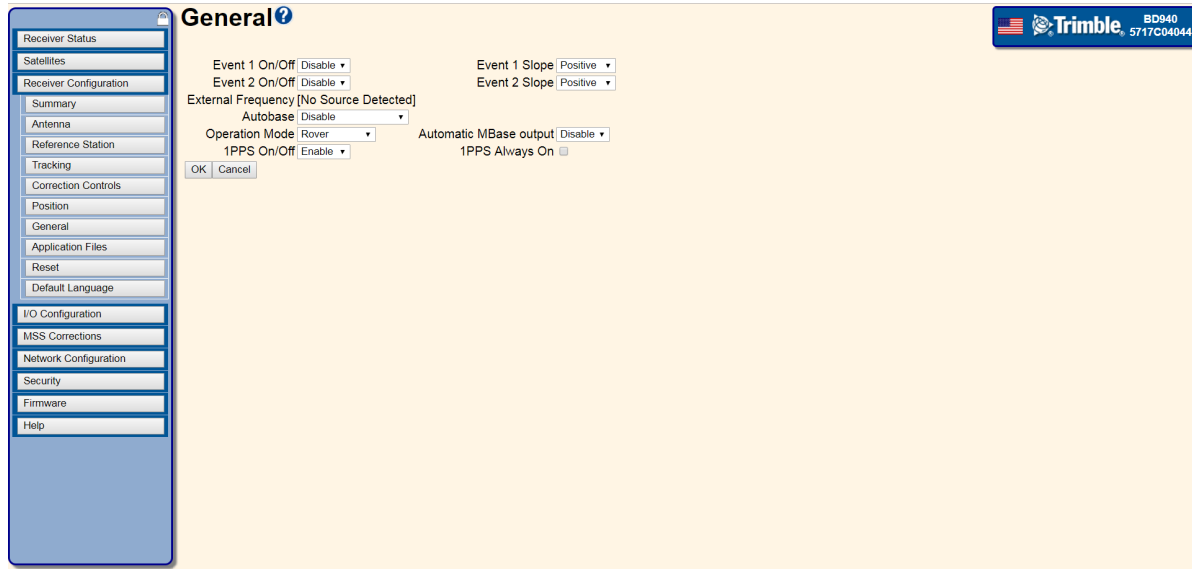 General?
Trimble® BD940
5717C04044
Receiver Status
Satellites
Receiver Configuration
Summary
Antenna
Reference Station
Tracking
Correction Controls
Position
General
Application Files
Reset
Default Language
I/O Configuration
MSS Corrections
Network Configuration
Security
Firmware
Help
Event 1 On/Off Disable Event 1 Slope Positive
Event 2 On/Off Disable Event 2 Slope Positive
External Frequency [No Source Detected]
Autobase Disable
Operation Mode Rover Automatic MBase output Disable
1PPS On/Off Enable 1PPS Always On
OK Cancel